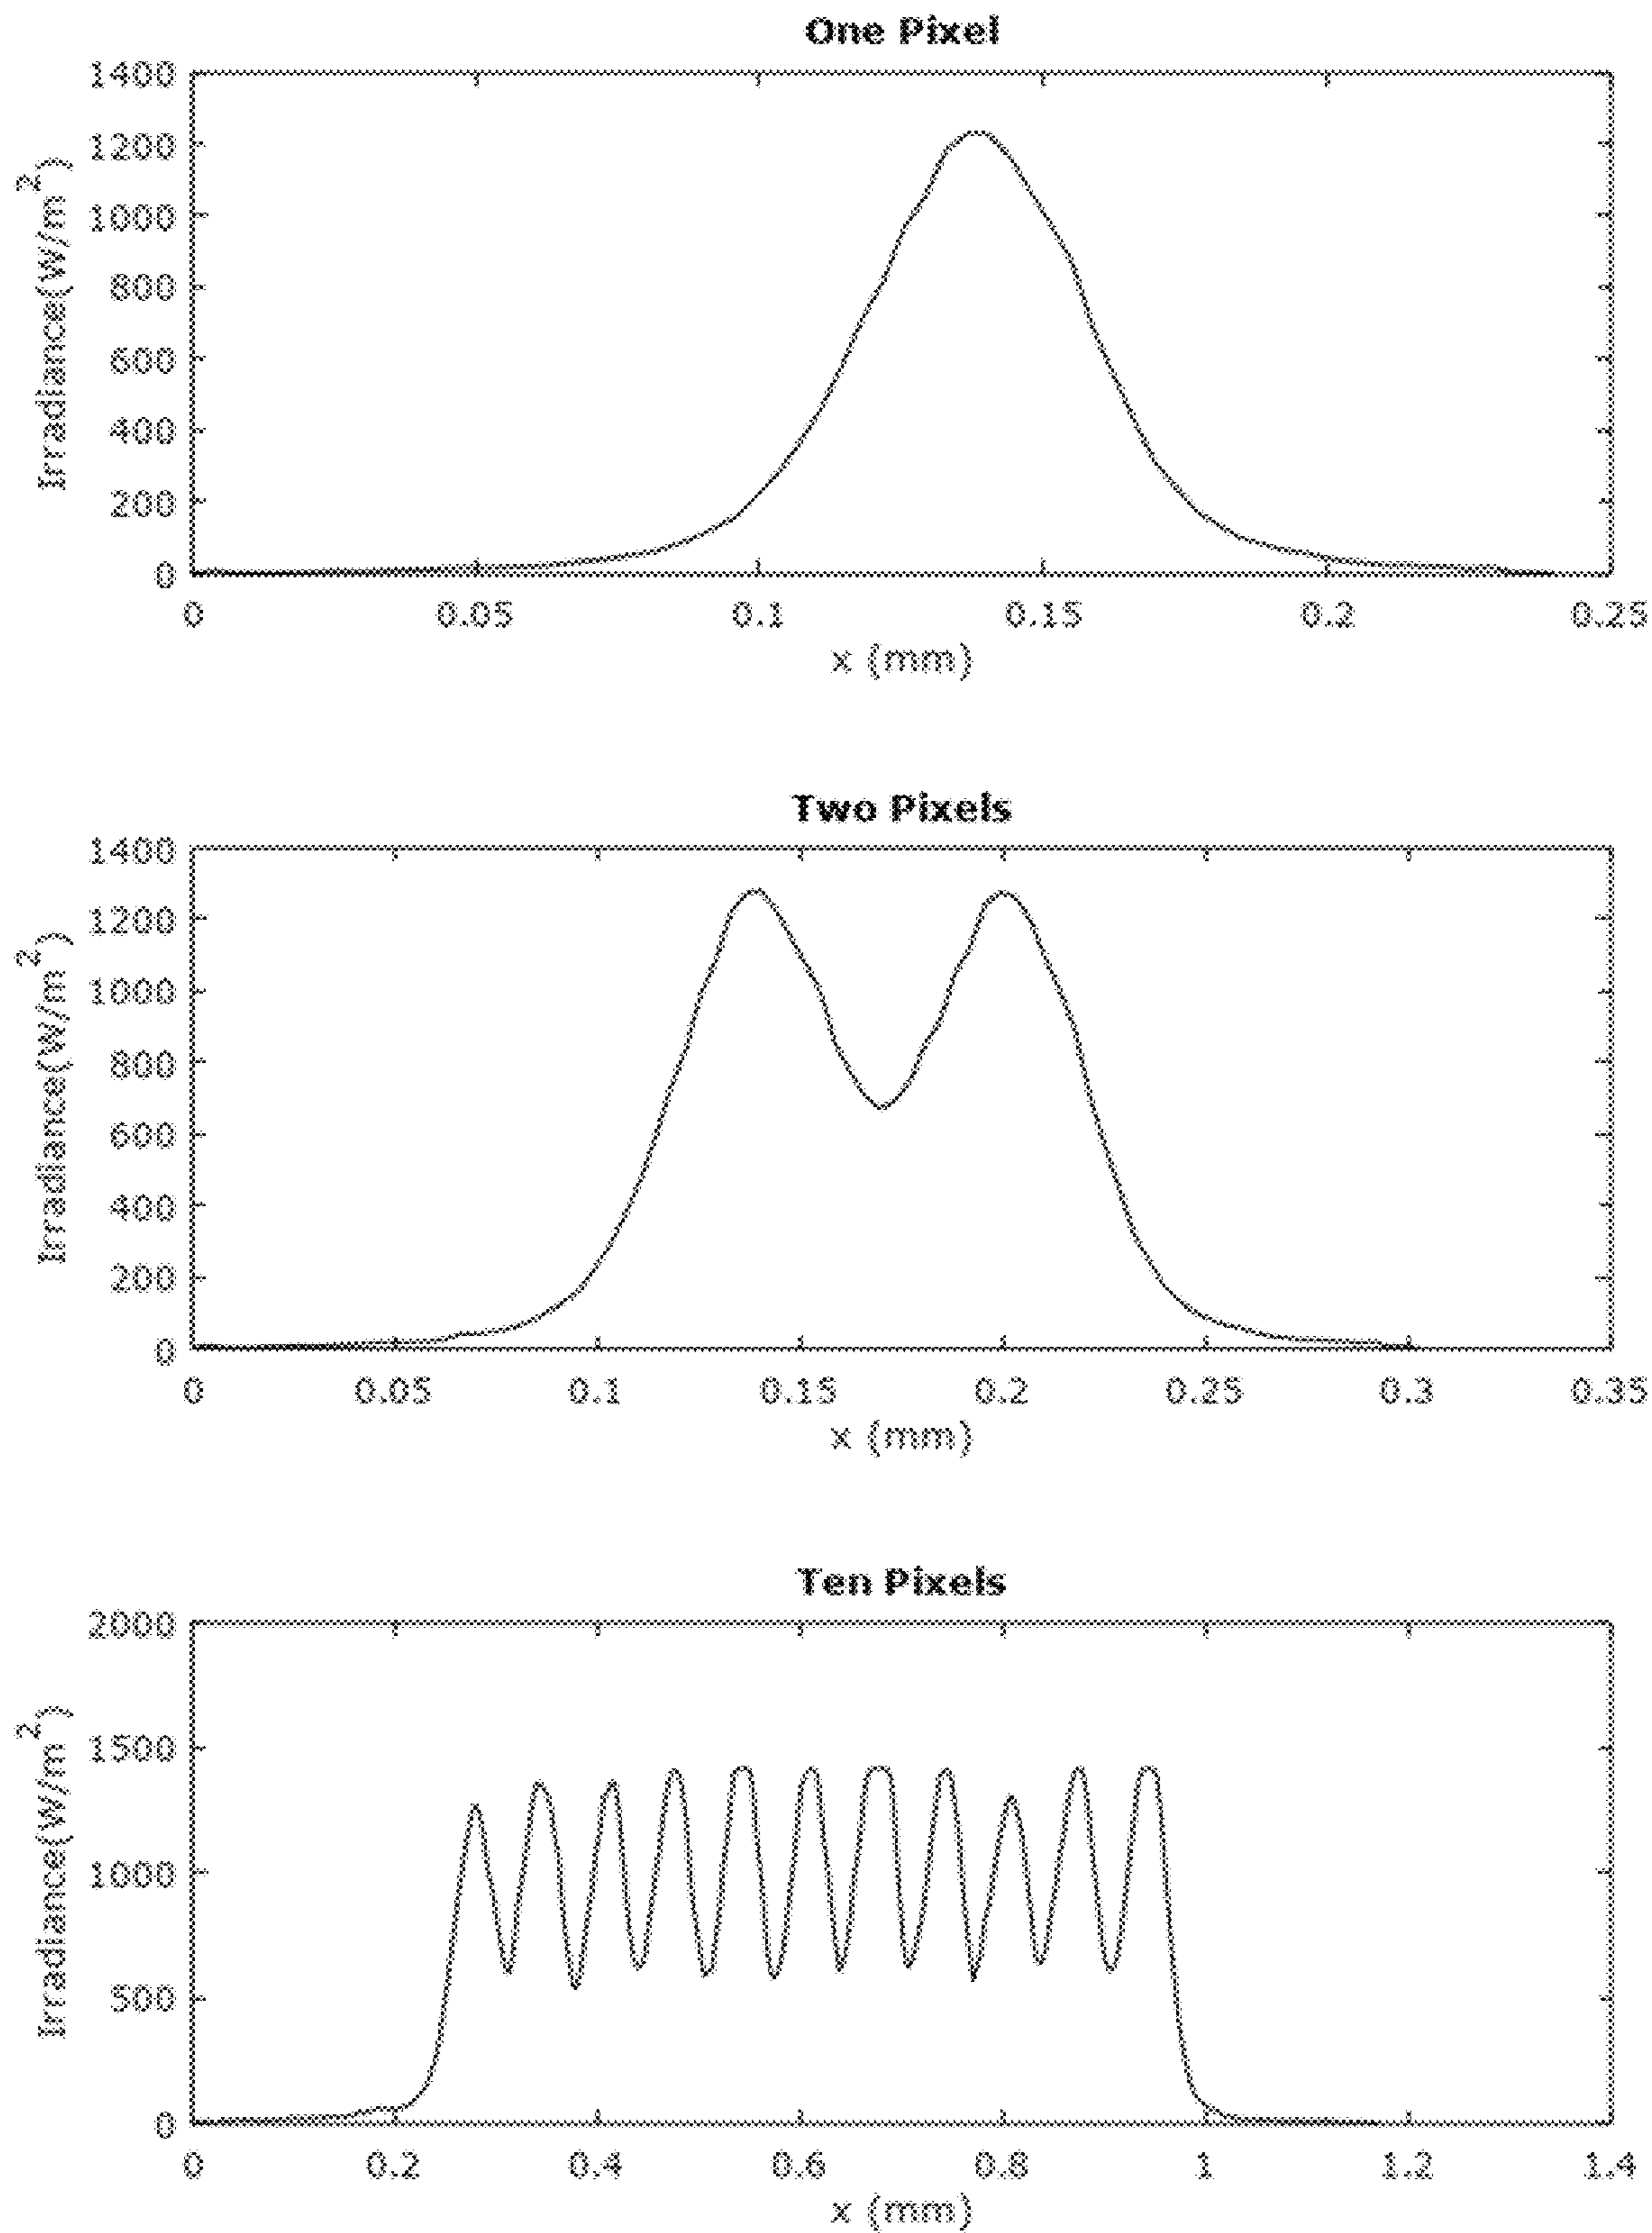 One Pixel
1400
1200
1000
800
600
400
200
0
Irradiance(W/m²)
0 0.05 0.1 0.15 0.2 0.25
x (mm)
Two Pixels
1400
1200
1000
800
600
400
200
0
Irradiance(W/m²)
0 0.05 0.1 0.15 0.2 0.25 0.3 0.35
x (mm)
Ten Pixels
2000
1500
1000
500
0
Irradiance(W/m²)
0 0.2 0.4 0.6 0.8 1 1.2 1.4
x (mm)